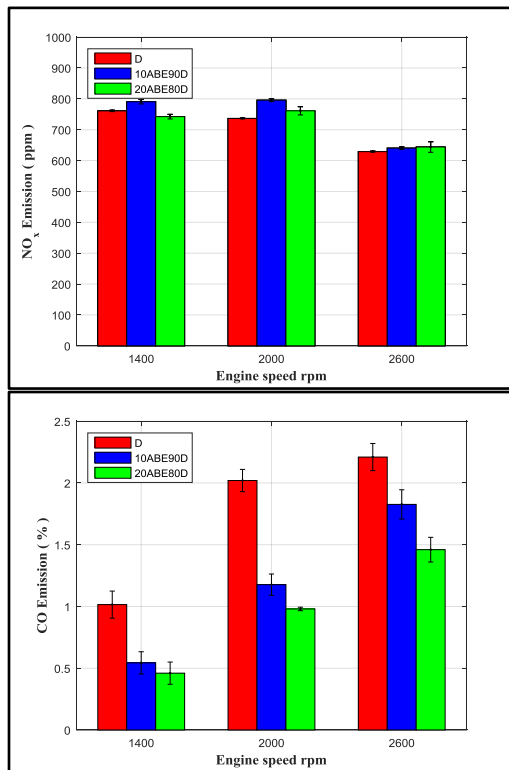 1000
900
800
700
600
500
400
300
200
100
0
NOx Emission ( ppm )
D
10ABE90D
20ABE80D
1400 2000 2600
Engine speed rpm
2.5
2
1.5
1
0.5
0
CO Emission ( % )
D
10ABE90D
20ABE80D
1400 2000 2600
Engine speed rpm